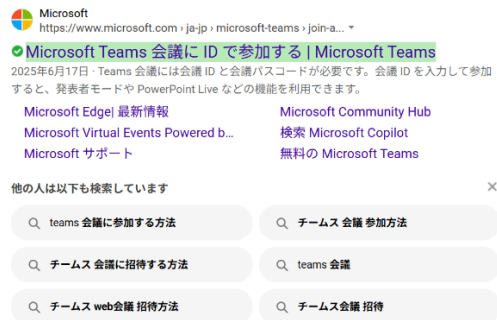 Microsoft
https://www.microsoft.com › ja-jp › microsoft-teams › join-a...
Microsoft Teams 会議に ID で参加する | Microsoft Teams
2025年6月17日 · Teams 会議には会議 ID と会議パスコードが必要です。会議 ID を入力して参加
すると、発表者モードや PowerPoint Live などの機能を利用できます。
Microsoft Edge| 最新情報
Microsoft Community Hub
Microsoft Virtual Events Powered b...
検索 Microsoft Copilot
Microsoft サポート
無料の Microsoft Teams
他の人は以下も検索しています
teams 会議に参加する方法
チームス 会議 参加方法
チームス 会議に招待する方法
teams 会議
チームス web会議 招待方法
チームス会議 招待